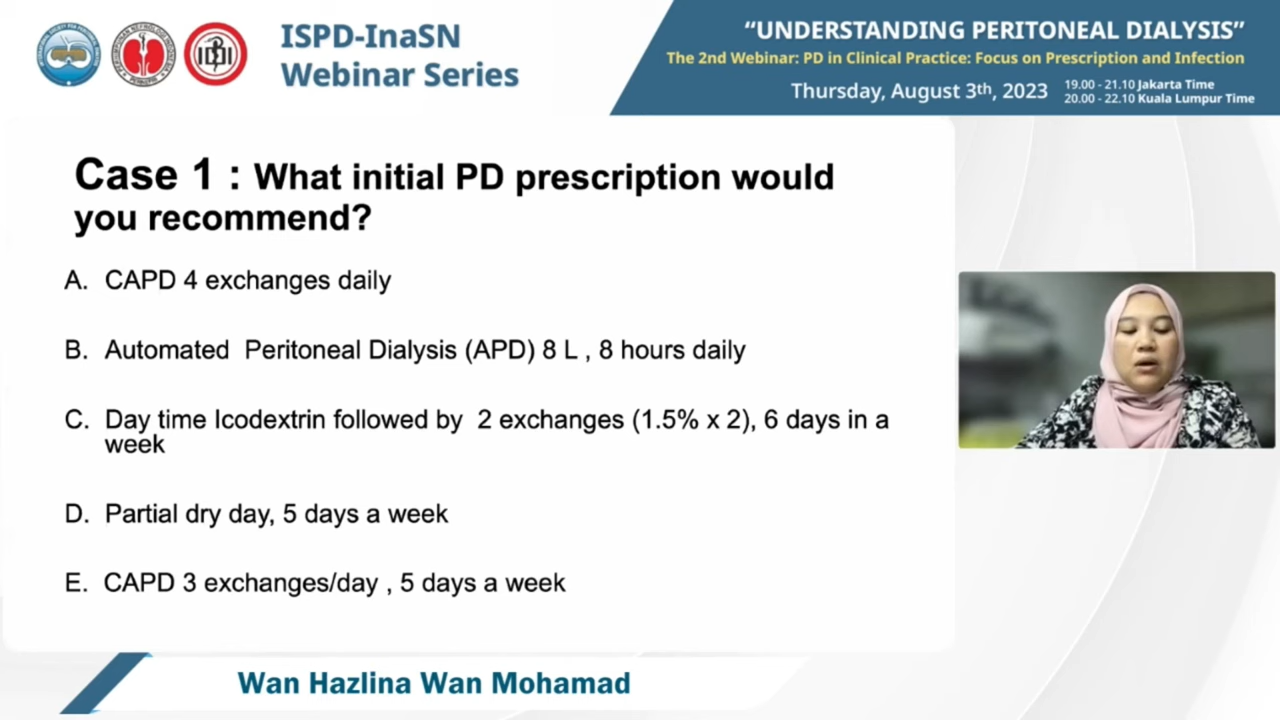 ISPD-InaSN
Webinar Series
“UNDERSTANDING PERITONEAL DIALYSIS”
The 2nd Webinar: PD in Clinical Practice: Focus on Prescription and Infection
Thursday, August 3th, 2023
19.00 - 21.10 Jakarta Time
20.00 - 22.10 Kuala Lumpur Time
Case 1 : What initial PD prescription would
you recommend?
A. CAPD 4 exchanges daily
B. Automated Peritoneal Dialysis (APD) 8 L , 8 hours daily
C. Day time Icodextrin followed by 2 exchanges (1.5% x 2), 6 days in a
week
D. Partial dry day, 5 days a week
E. CAPD 3 exchanges/day , 5 days a week
Wan Hazlina Wan Mohamad